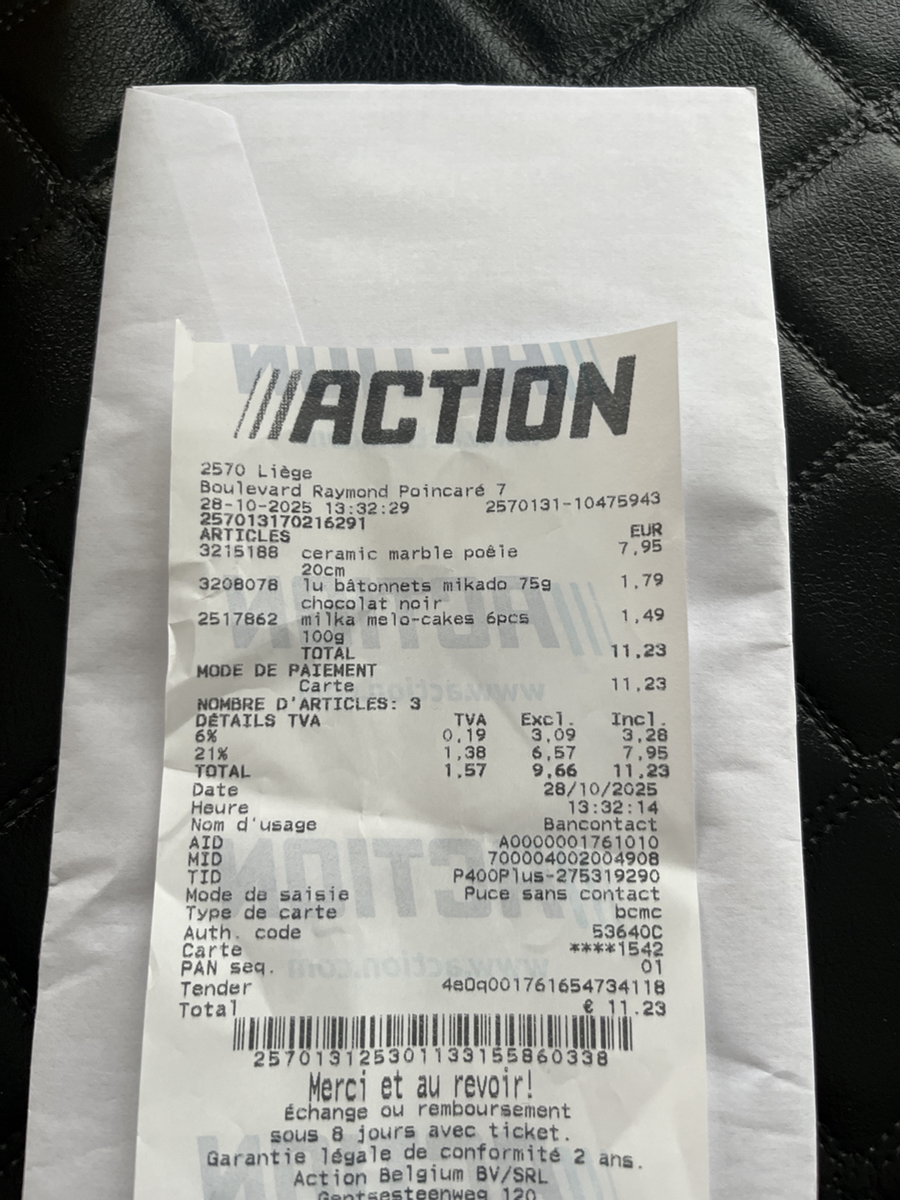 ACTION
2570 Liège
Boulevard Raymond Poincaré 7
28-10-2025 13:32:29 2570131-10475943
257013170216291
ARTICLES EUR
3215188 ceramic marble poêle 7,95
20cm
3208078 lu bâtonnets mikado 75g 1,79
chocolat noir
2517862 milka melo-cakes 6pcs 1,49
100g
TOTAL 11,23
MODE DE PAIEMENT
Carte 11,23
NOMBRE D'ARTICLES: 3
DÉTAILS TVA TVA Excl. Incl.
6% 0,19 3,09 3,28
21% 1,38 6,57 7,95
TOTAL 1,57 9,66 11,23
Date 28/10/2025
Heure 13:32:14
Nom d'usage Bancontact
AID A0000001761010
MID 700004002004908
TID P400Plus-275319290
Mode de saisie Puce sans contact
Type de carte bcmc
Auth. code 53640C
Carte ****1542
PAN seq. 01
Tender 4e0q001761654734118
Total € 11.23
2570131253011331558603​38
Merci et au revoir!
Échange ou remboursement
sous 8 jours avec ticket.
Garantie légale de conformité 2 ans.
Action Belgium BV/SRL
Gentsesteenweg 120